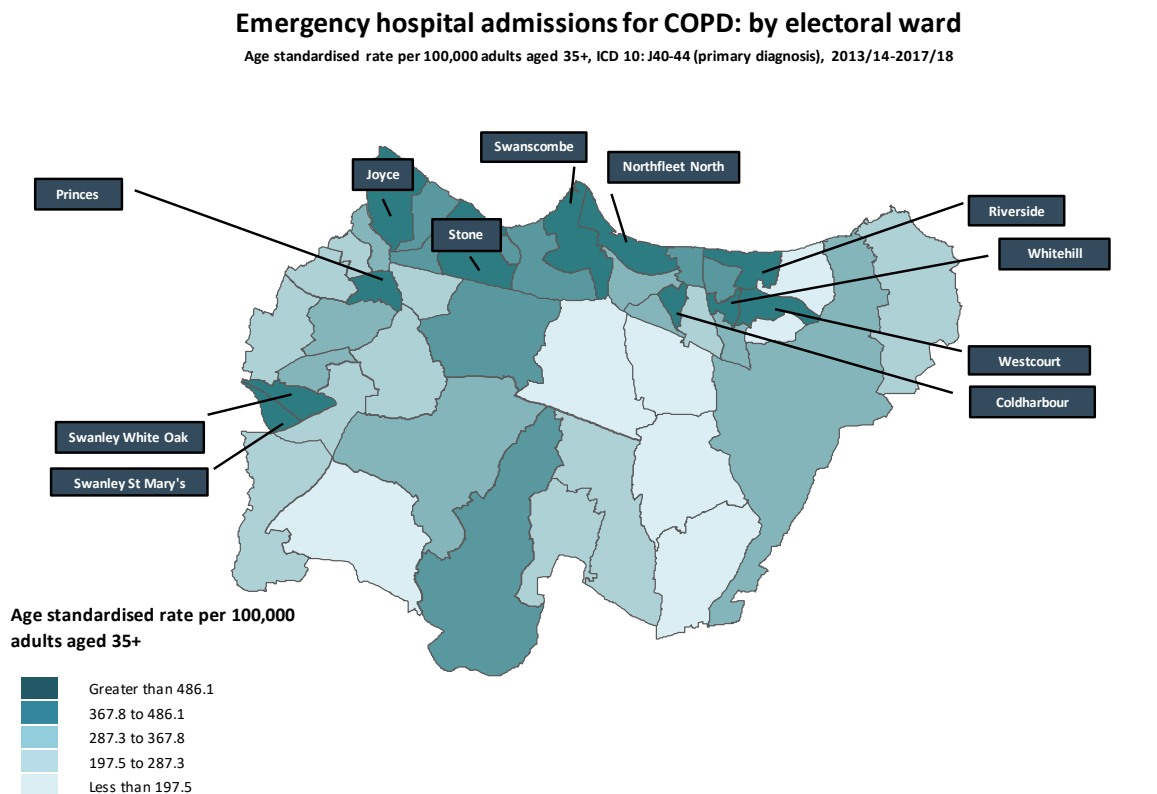 Emergency hospital admissions for COPD: by electoral ward
Age standardised rate per 100,000 adults aged 35+, ICD 10: J40-44 (primary diagnosis), 2013/14-2017/18
Swanscombe
Northfleet North
Joyce
Princes
Riverside
Stone
Whitehill
Westcourt
Coldharbour
Swanley White Oak
Swanley St Mary's
Age standardised rate per 100,000
adults aged 35+
Greater than 486.1
367.8 to 486.1
287.3 to 367.8
197.5 to 287.3
Less than 197.5